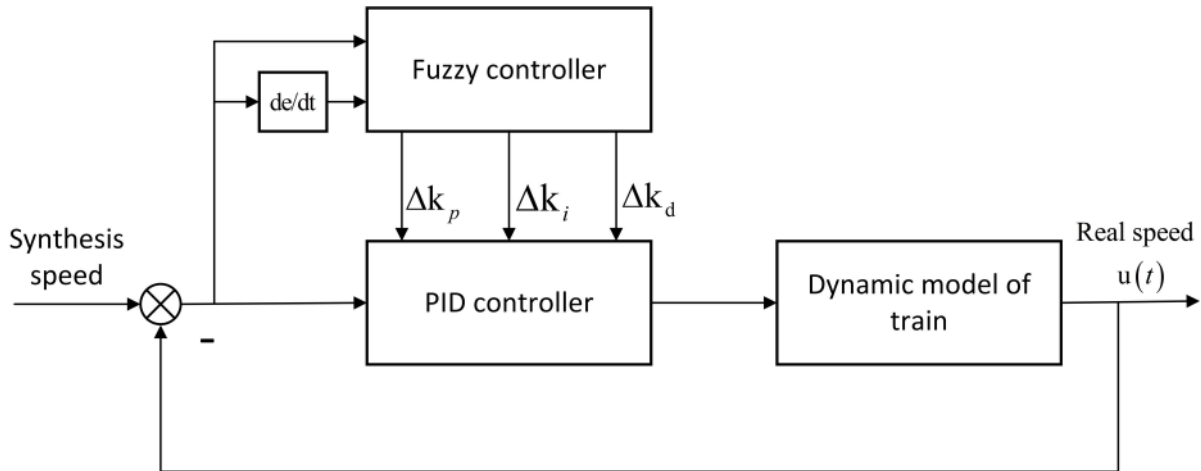 Fuzzy controller
de/dt
Δk_p
Δk_i
Δk_d
Synthesis
speed
PID controller
Dynamic model of
train
Real speed
u(t)
-